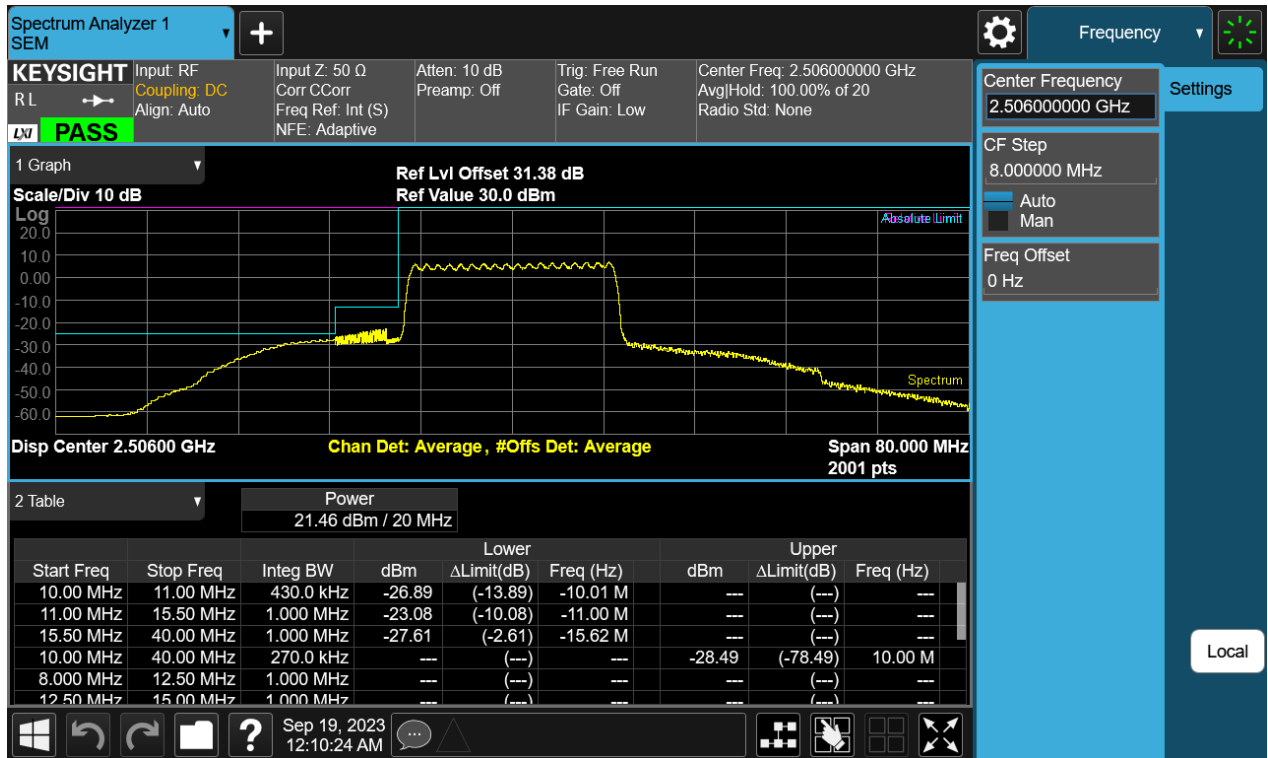 Spectrum Analyzer 1
SEM
+
Frequency
KEYSIGHT
R L
LXI
PASS
Input: RF
Coupling: DC
Align: Auto
Input Z: 50 Ω
Corr CCorr
Freq Ref: Int (S)
NFE: Adaptive
Atten: 10 dB
Preamp: Off
Trig: Free Run
Gate: Off
IF Gain: Low
Center Freq: 2.506000000 GHz
Avg|Hold: 100.00% of 20
Radio Std: None
Center Frequency
2.506000000 GHz
Settings
CF Step
8.000000 MHz
Auto
Man
Freq Offset
0 Hz
Local
1 Graph
Scale/Div 10 dB
Ref Lvl Offset 31.38 dB
Ref Value 30.0 dBm
Log
20.0
10.0
0.00
-10.0
-20.0
-30.0
-40.0
-50.0
-60.0
Absolute Limit
Spectrum
Disp Center 2.50600 GHz
Chan Det: Average , #Offs Det: Average
Span 80.000 MHz
2001 pts
2 Table
Power
21.46 dBm / 20 MHz
Lower Upper
Start Freq Stop Freq Integ BW dBm ΔLimit(dB) Freq (Hz) dBm ΔLimit(dB) Freq (Hz)
10.00 MHz 11.00 MHz 430.0 kHz -26.89 (-13.89) -10.01 M --- (---) ---
11.00 MHz 15.50 MHz 1.000 MHz -23.08 (-10.08) -11.00 M --- (---) ---
15.50 MHz 40.00 MHz 1.000 MHz -27.61 (-2.61) -15.62 M --- (---) ---
10.00 MHz 40.00 MHz 270.0 kHz --- (---) --- -28.49 (-78.49) 10.00 M
8.000 MHz 12.50 MHz 1.000 MHz --- (---) --- --- (---) ---
12.50 MHz 15.00 MHz 1.000 MHz --- (---) --- --- (---) ---
?
Sep 19, 2023
12:10:24 AM